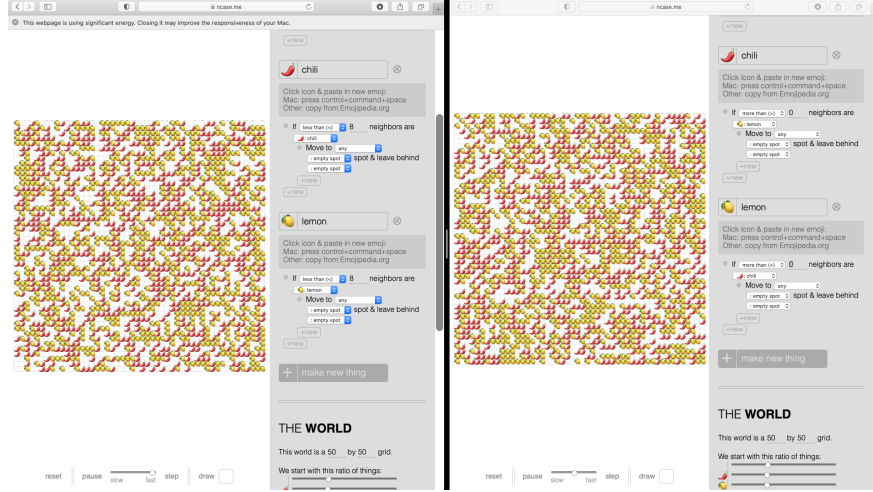 ncase.me
This webpage is using significant energy. Closing it may improve the responsiveness of your Mac.
+new
chili
Click icon & paste in new emoji:
Mac: press control+command+space
Other: copy from Emojipedia.org
If less than (<) 8 neighbors are
: chili
Move to any
: empty spot spot & leave behind
: empty spot
+new
+new
lemon
Click icon & paste in new emoji:
Mac: press control+command+space
Other: copy from Emojipedia.org
If less than (<) 8 neighbors are
: lemon
Move to any
: empty spot spot & leave behind
: empty spot
+new
+new
+ make new thing
THE WORLD
This world is a 50 by 50 grid.
We start with this ratio of things:
reset pause slow fast step draw
ncase.me
+new
chili
Click icon & paste in new emoji:
Mac: press control+command+space
Other: copy from Emojipedia.org
If more than (>) 0 neighbors are
: lemon
Move to any
: empty spot spot & leave behind
: empty spot
+new
+new
lemon
Click icon & paste in new emoji:
Mac: press control+command+space
Other: copy from Emojipedia.org
If more than (>) 0 neighbors are
: chili
Move to any
: empty spot spot & leave behind
: empty spot
+new
+new
+ make new thing
THE WORLD
This world is a 50 by 50 grid.
We start with this ratio of things:
reset pause slow fast step draw